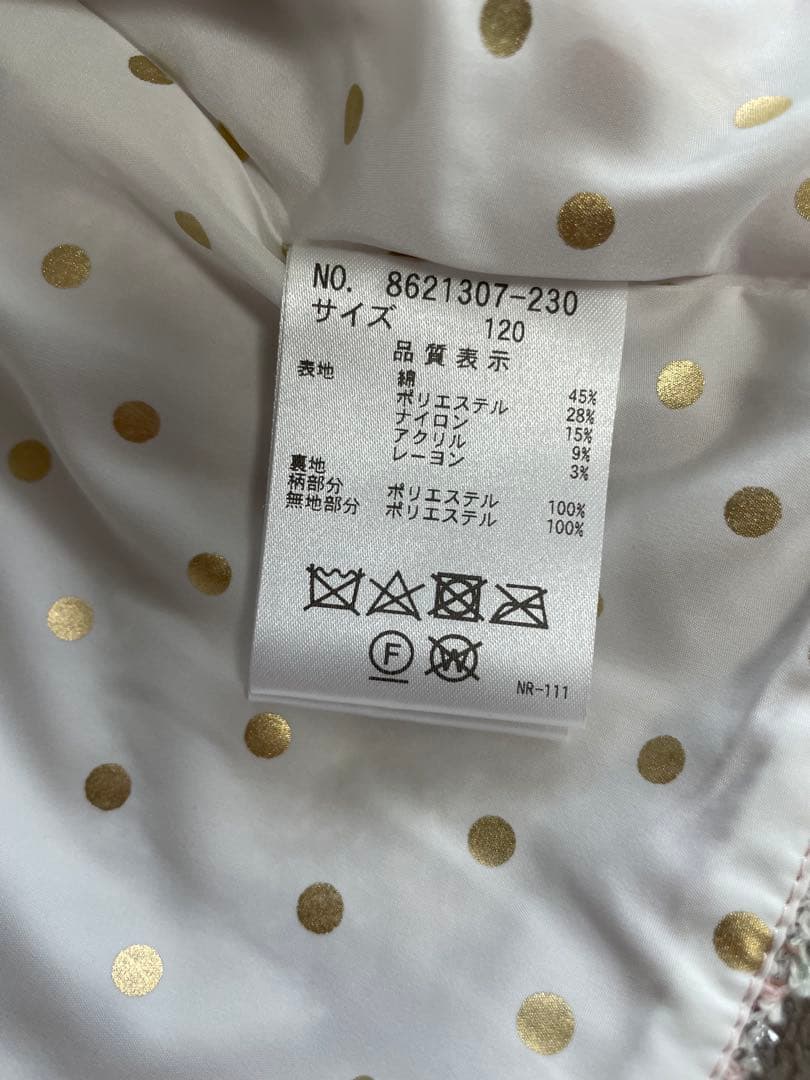 NO. 8621307-230
サイズ 120
品質表示
表地 綿 45%
ポリエステル 28%
ナイロン 15%
アクリル 9%
レーヨン 3%
裏地
柄部分 ポリエステル 100%
無地部分 ポリエステル 100%
F W
NR-111